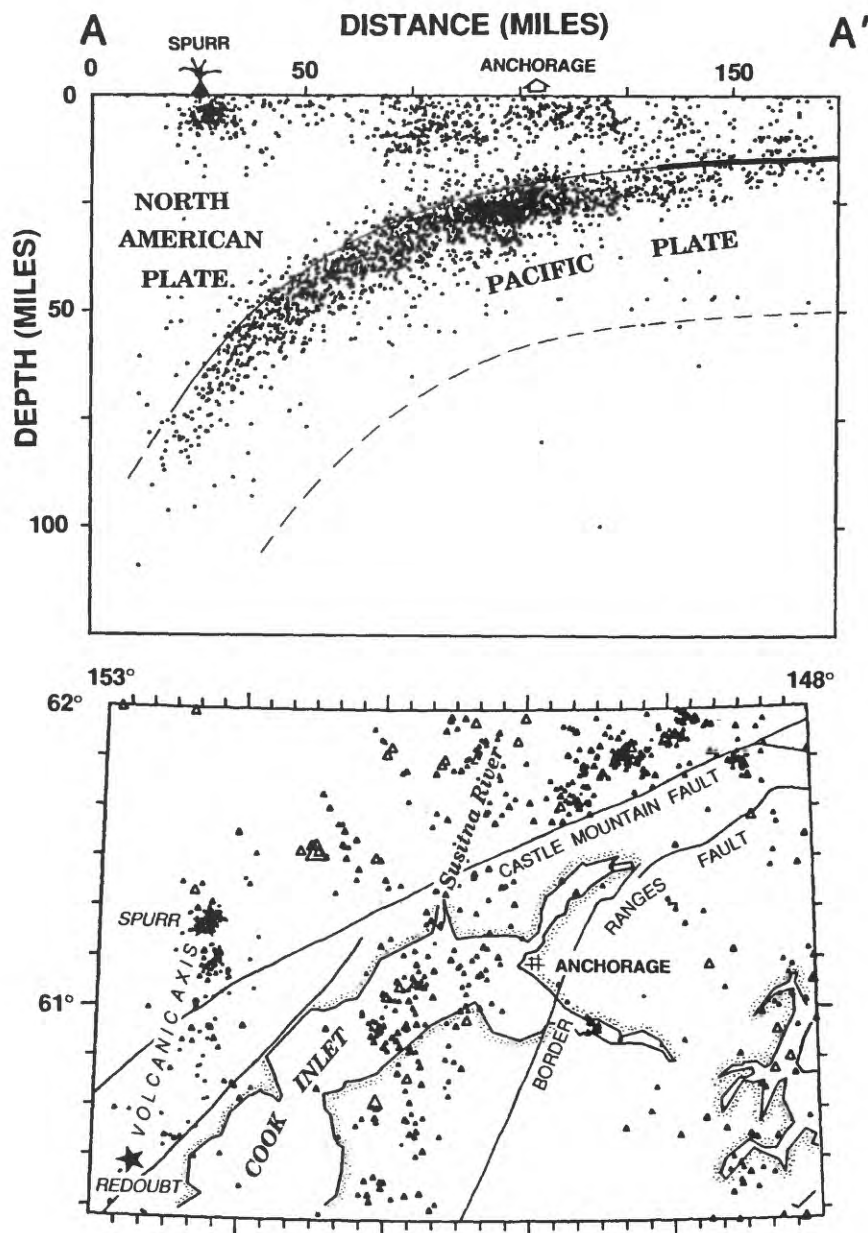 A DISTANCE (MILES) A'
SPURR
ANCHORAGE
0 50 150
0
50
100
DEPTH (MILES)
NORTH
AMERICAN
PLATE
PACIFIC PLATE
153° 148°
62°
61°
Susitna River
CASTLE MOUNTAIN FAULT
BORDER RANGES FAULT
SPURR
ANCHORAGE
VOLCANIC AXIS
COOK INLET
REDOUBT